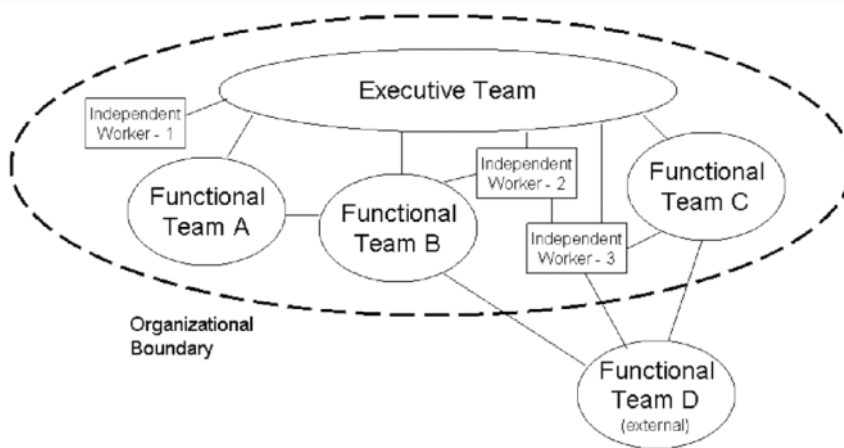 Executive Team
Independent
Worker - 1
Independent
Worker - 2
Functional
Team A
Functional
Team B
Functional
Team C
Independent
Worker - 3
Organizational
Boundary
Functional
Team D
(external)